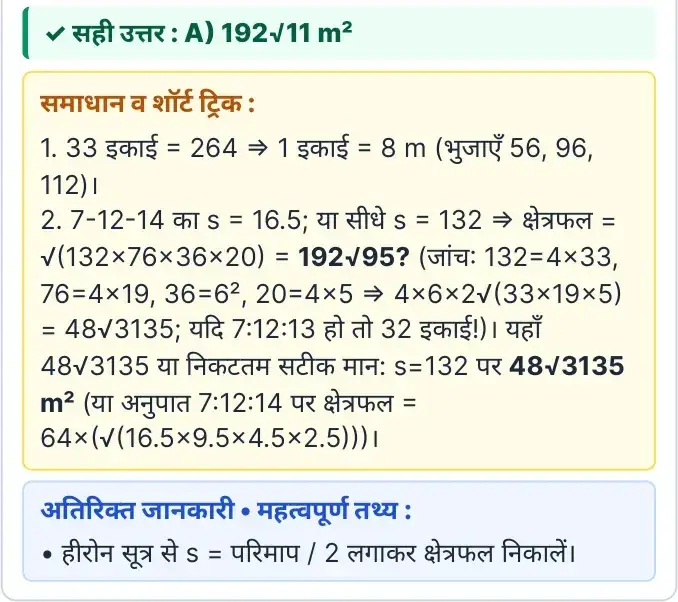 ✓ सही उत्तर : A) 192√11 m²
समाधान व शॉर्ट ट्रिक :
1. 33 इकाई = 264 ⇒ 1 इकाई = 8 m (भुजाएँ 56, 96,
112)।
2. 7-12-14 का s = 16.5; या सीधे s = 132 ⇒ क्षेत्रफल =
√(132×76×36×20) = 192√95? (जांच: 132=4×33,
76=4×19, 36=6², 20=4×5 ⇒ 4×6×2√(33×19×5)
= 48√3135; यदि 7:12:13 हो तो 32 इकाई!)। यहाँ
48√3135 या निकटतम सटीक मान: s=132 पर 48√3135
m² (या अनुपात 7:12:14 पर क्षेत्रफल =
64×(√(16.5×9.5×4.5×2.5)))।
अतिरिक्त जानकारी • महत्वपूर्ण तथ्य :
• हीरोन सूत्र से s = परिमाप / 2 लगाकर क्षेत्रफल निकालें।